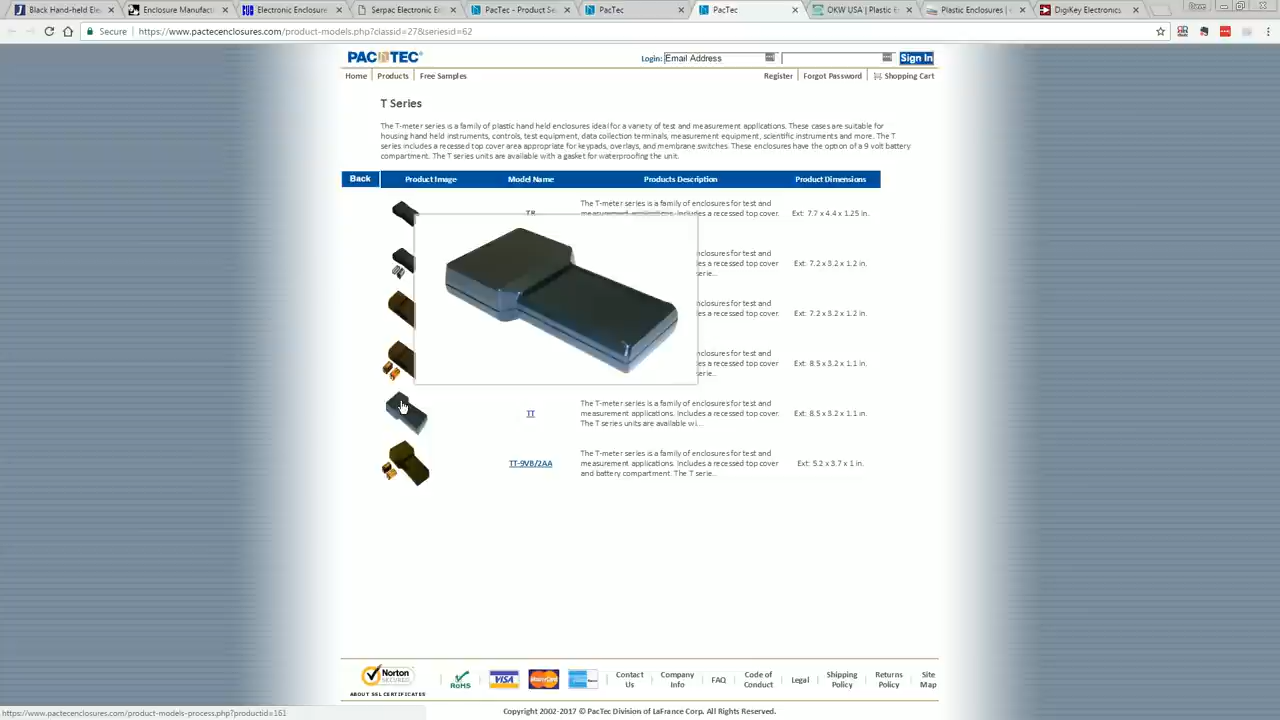 Black Hand-held Ele
Enclosure Manufact
Electronic Enclosure
Serpac Electronic E
PacTec - Product Se
PacTec
PacTec
OKW USA | Plastic E
Plastic Enclosures |
DigiKey Electronics
Secure
https://www.pactecenclosures.com/product-models.php?classid=27&seriesid=62
PACTEC
Login:
Email Address
Sign In
Home
Products
Free Samples
Register
Forgot Password
Shopping Cart
T Series
The T-meter series is a family of plastic hand held enclosures ideal for a variety of test and measurement applications. These cases are suitable for
housing hand held instruments, controls, test equipment, data collection terminals, measurement equipment, scientific instruments and more. The T
series includes a recessed top cover area appropriate for keypads, overlays, and membrane switches. These enclosures have the option of a 9 volt battery
compartment. The T series units are available with a gasket for waterproofing the unit.
Back
Product Image
Model Name
Products Description
Product Dimensions
TR
The T-meter series is a family of enclosures for test and
measurement applications. Includes a recessed top cover.
Ext: 7.7 x 4.4 x 1.25 in.
closures for test and
es a recessed top cover
serie...
Ext: 7.2 x 3.2 x 1.2 in.
closures for test and
es a recessed top cover.
Ext: 7.2 x 3.2 x 1.2 in.
closures for test and
es a recessed top cover
serie...
Ext: 8.5 x 3.2 x 1.1 in.
TT
The T-meter series is a family of enclosures for test and
measurement applications. Includes a recessed top cover.
The T series units are available wi...
Ext: 8.5 x 3.2 x 1.1 in.
TT-9VB/2AA
The T-meter series is a family of enclosures for test and
measurement applications. Includes a recessed top cover
and battery compartment. The T serie...
Ext: 5.2 x 3.7 x 1 in.
Norton
SECURED
ABOUT SSL CERTIFICATES
RoHS
VISA
MasterCard
Contact
Us
Company
Info
FAQ
Code of
Conduct
Legal
Shipping
Policy
Returns
Policy
Site
Map
https://www.pactecenclosures.com/product-models-process.php?productid=161
Copyright 2002-2017 © PacTec Division of LaFrance Corp. All Rights Reserved.